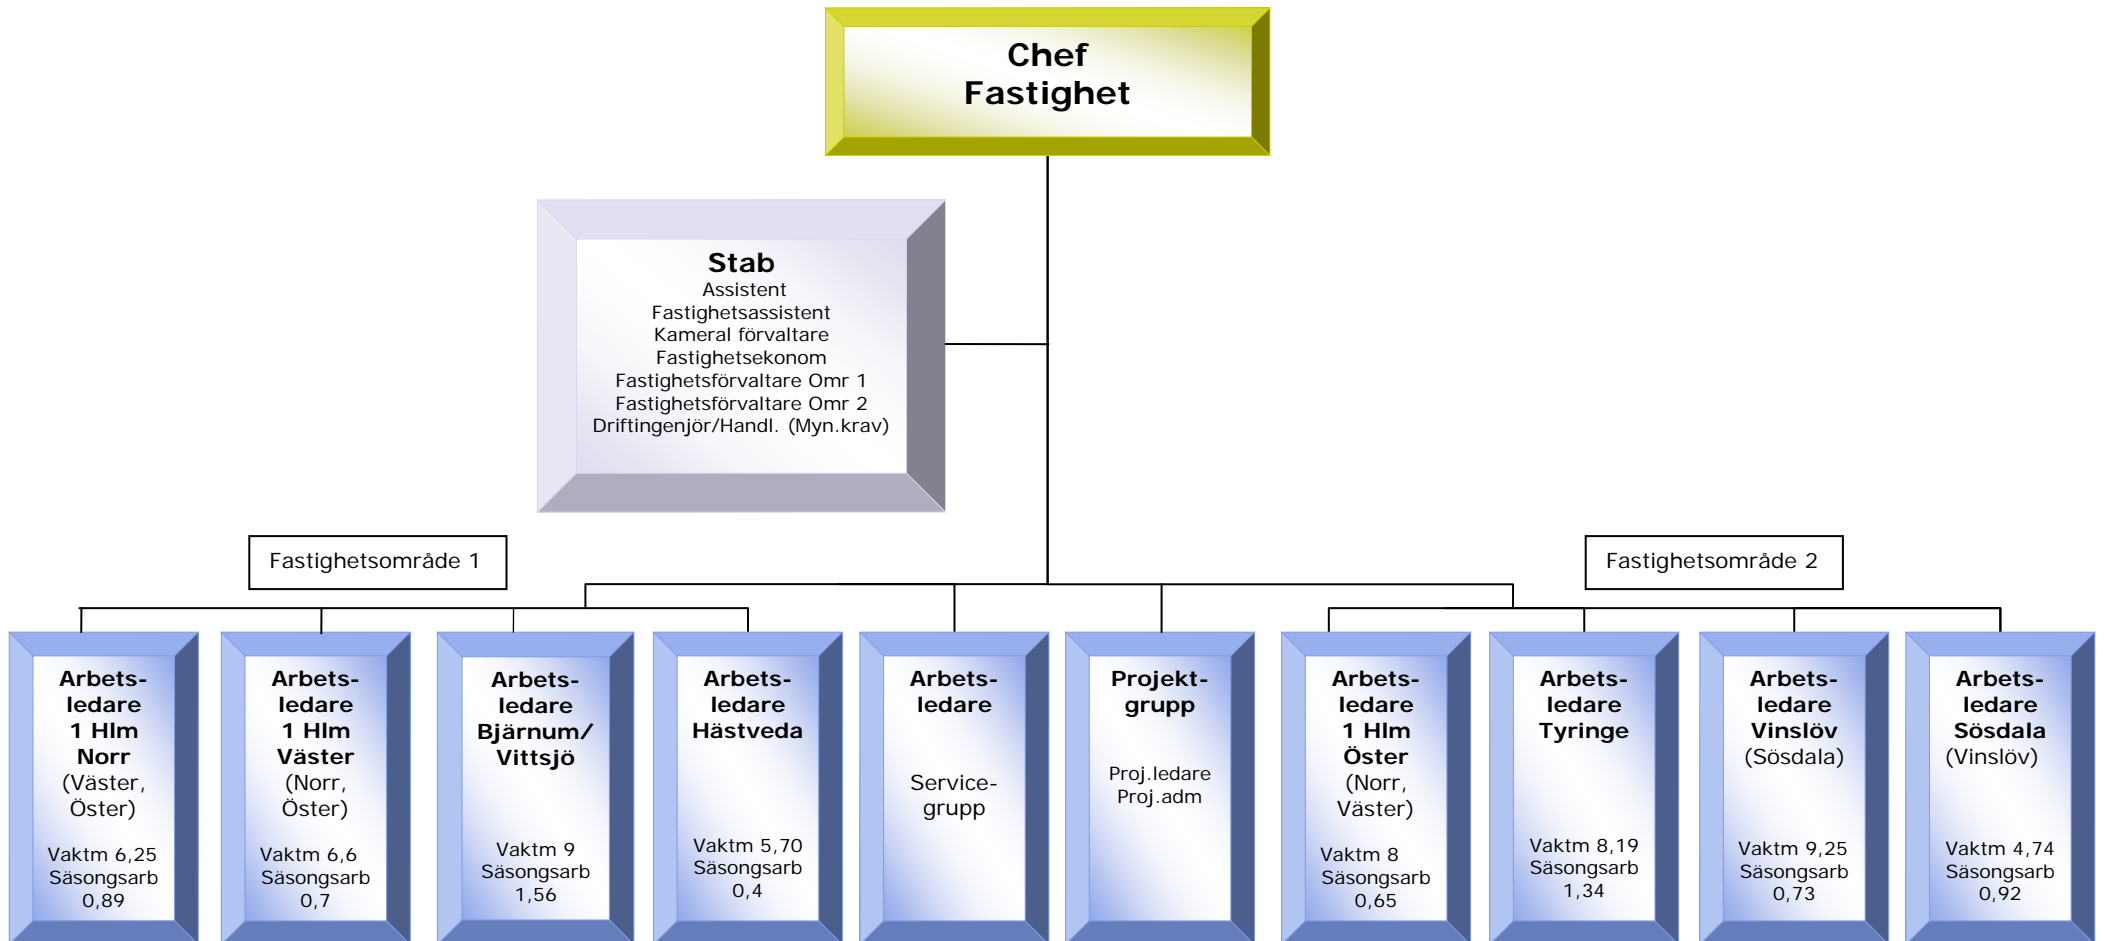 Chef
Fastighet
Stab
Assistent
Fastighetsassistent
Kameral förvaltare
Fastighetsekonom
Fastighetsförvaltare Omr 1
Fastighetsförvaltare Omr 2
Driftingenjör/Handl. (Myn.krav)
Fastighetsområde 1
Fastighetsområde 2
Arbets-
ledare
1 Hlm
Norr
(Väster,
Öster)
Vaktm 6,25
Säsongsarb
0,89
Arbets-
ledare
1 Hlm
Väster
(Norr,
Öster)
Vaktm 6,6
Säsongsarb
0,7
Arbets-
ledare
Bjärnum/
Vittsjö
Vaktm 9
Säsongsarb
1,56
Arbets-
ledare
Hästveda
Vaktm 5,70
Säsongsarb
0,4
Arbets-
ledare
Service-
grupp
Projekt-
grupp
Proj.ledare
Proj.adm
Arbets-
ledare
1 Hlm
Öster
(Norr,
Väster)
Vaktm 8
Säsongsarb
0,65
Arbets-
ledare
Tyringe
Vaktm 8,19
Säsongsarb
1,34
Arbets-
ledare
Vinslöv
(Sösdala)
Vaktm 9,25
Säsongsarb
0,73
Arbets-
ledare
Sösdala
(Vinslöv)
Vaktm 4,74
Säsongsarb
0,92